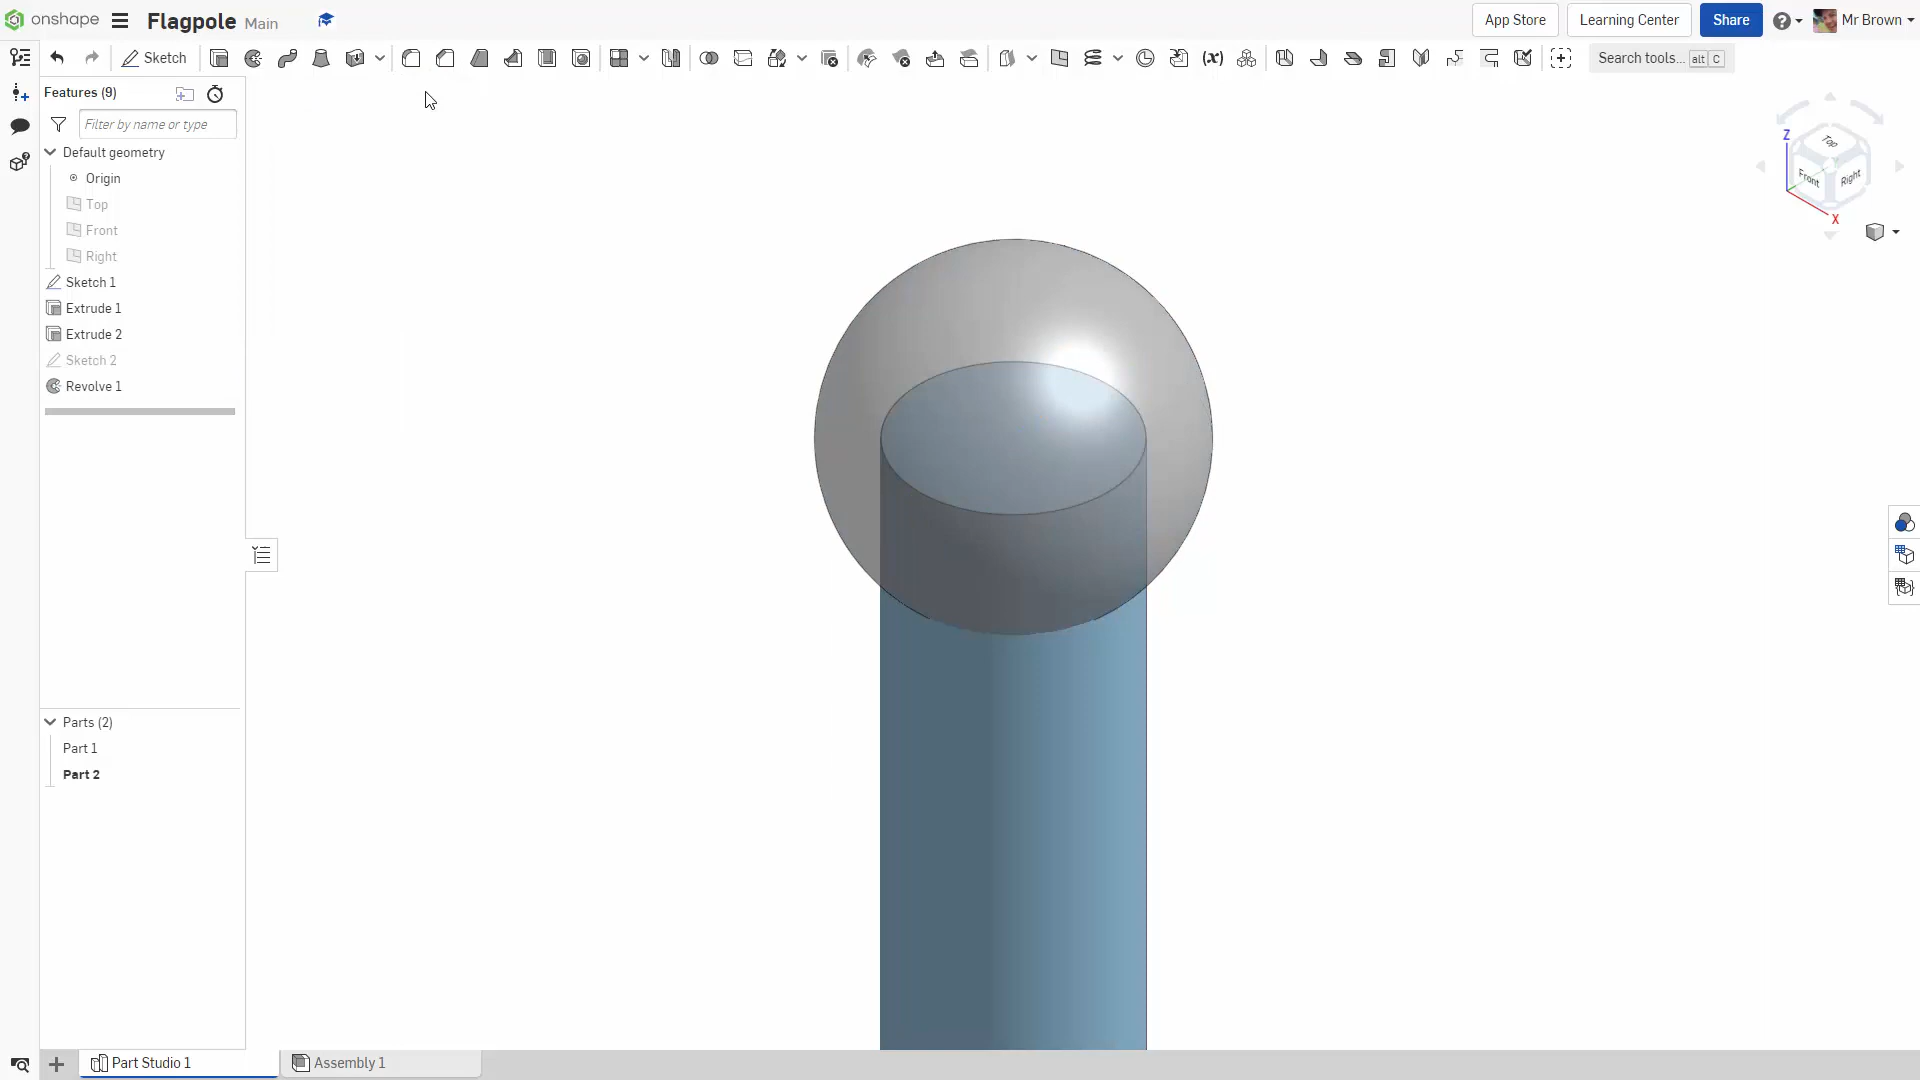 onshape Flagpole Main App Store Learning Center Share Mr Brown
Sketch (x) Search tools... alt C
Features (9)
Filter by name or type
Default geometry
Origin
Top
Front
Right
Sketch 1
Extrude 1
Extrude 2
Sketch 2
Revolve 1
Parts (2)
Part 1
Part 2
Z
Top
Front
Right
X
Part Studio 1
Assembly 1